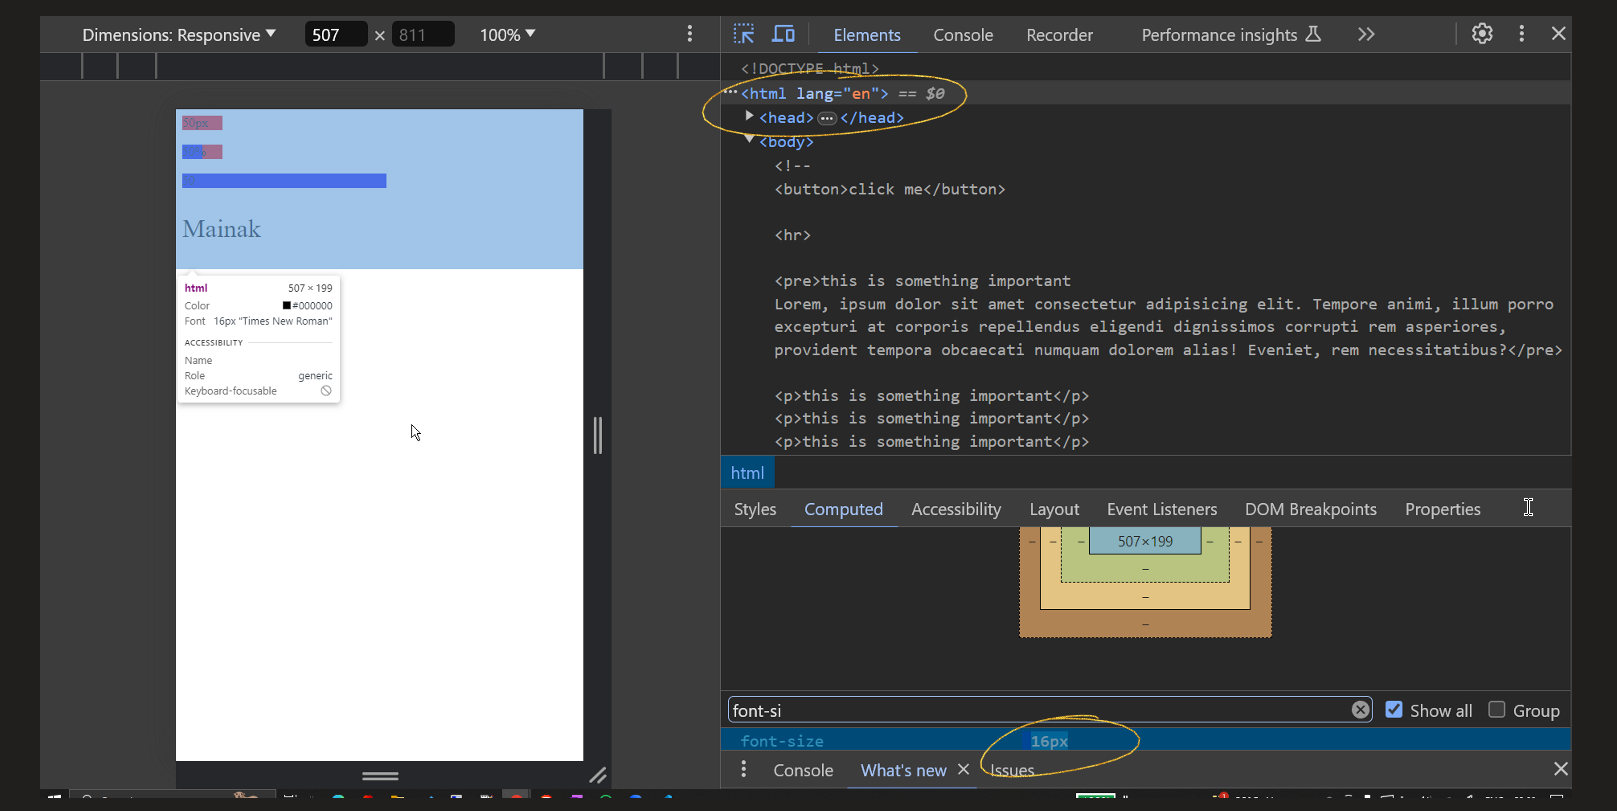 Dimensions: Responsive 507 × 811 100%
Elements Console Recorder Performance insights
50px
Mainak
html 507 × 199
Color #000000
Font 16px "Times New Roman"
ACCESSIBILITY
Name
Role generic
Keyboard-focusable
<!DOCTYPE html>
··· <html lang="en"> == $0
<head> ··· </head>
<body>
<!--
<button>click me</button>
<hr>
<pre>this is something important
Lorem, ipsum dolor sit amet consectetur adipisicing elit. Tempore animi, illum porro
excepturi at corporis repellendus eligendi dignissimos corrupti rem asperiores,
provident tempora obcaecati numquam dolorem alias! Eveniet, rem necessitatibus?</pre>
<p>this is something important</p>
<p>this is something important</p>
<p>this is something important</p>
html
Styles Computed Accessibility Layout Event Listeners DOM Breakpoints Properties
– – – 507×199 – – –
–
–
–
font-si Show all Group
font-size 16px
Console What's new Issues